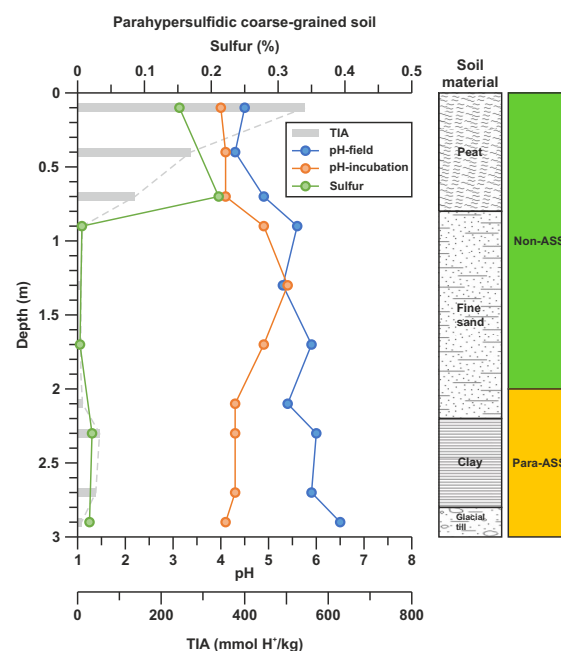 Parahypersulfidic coarse-grained soil
Sulfur (%)
0 0.1 0.2 0.3 0.4 0.5
Soil material
0
0.5
1
1.5
2
2.5
3
Depth (m)
TIA
pH-field
pH-incubation
Sulfur
Peat
Fine sand
Clay
Glacial till
Non-ASS
Para-ASS
1 2 3 4 5 6 7 8
pH
0 200 400 600 800
TIA (mmol H⁺/kg)